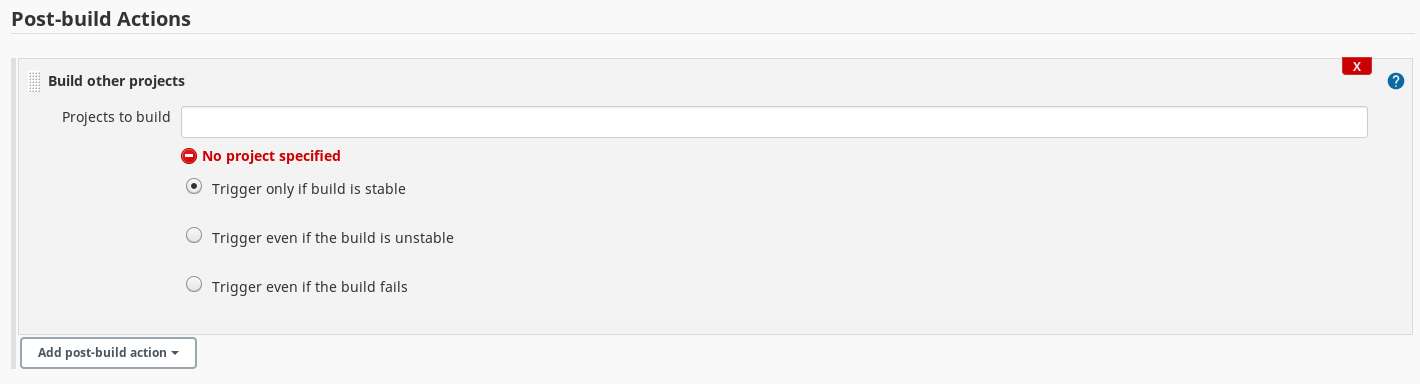 Post-build Actions
X
Build other projects
?
Projects to build
No project specified
Trigger only if build is stable
Trigger even if the build is unstable
Trigger even if the build fails
Add post-build action